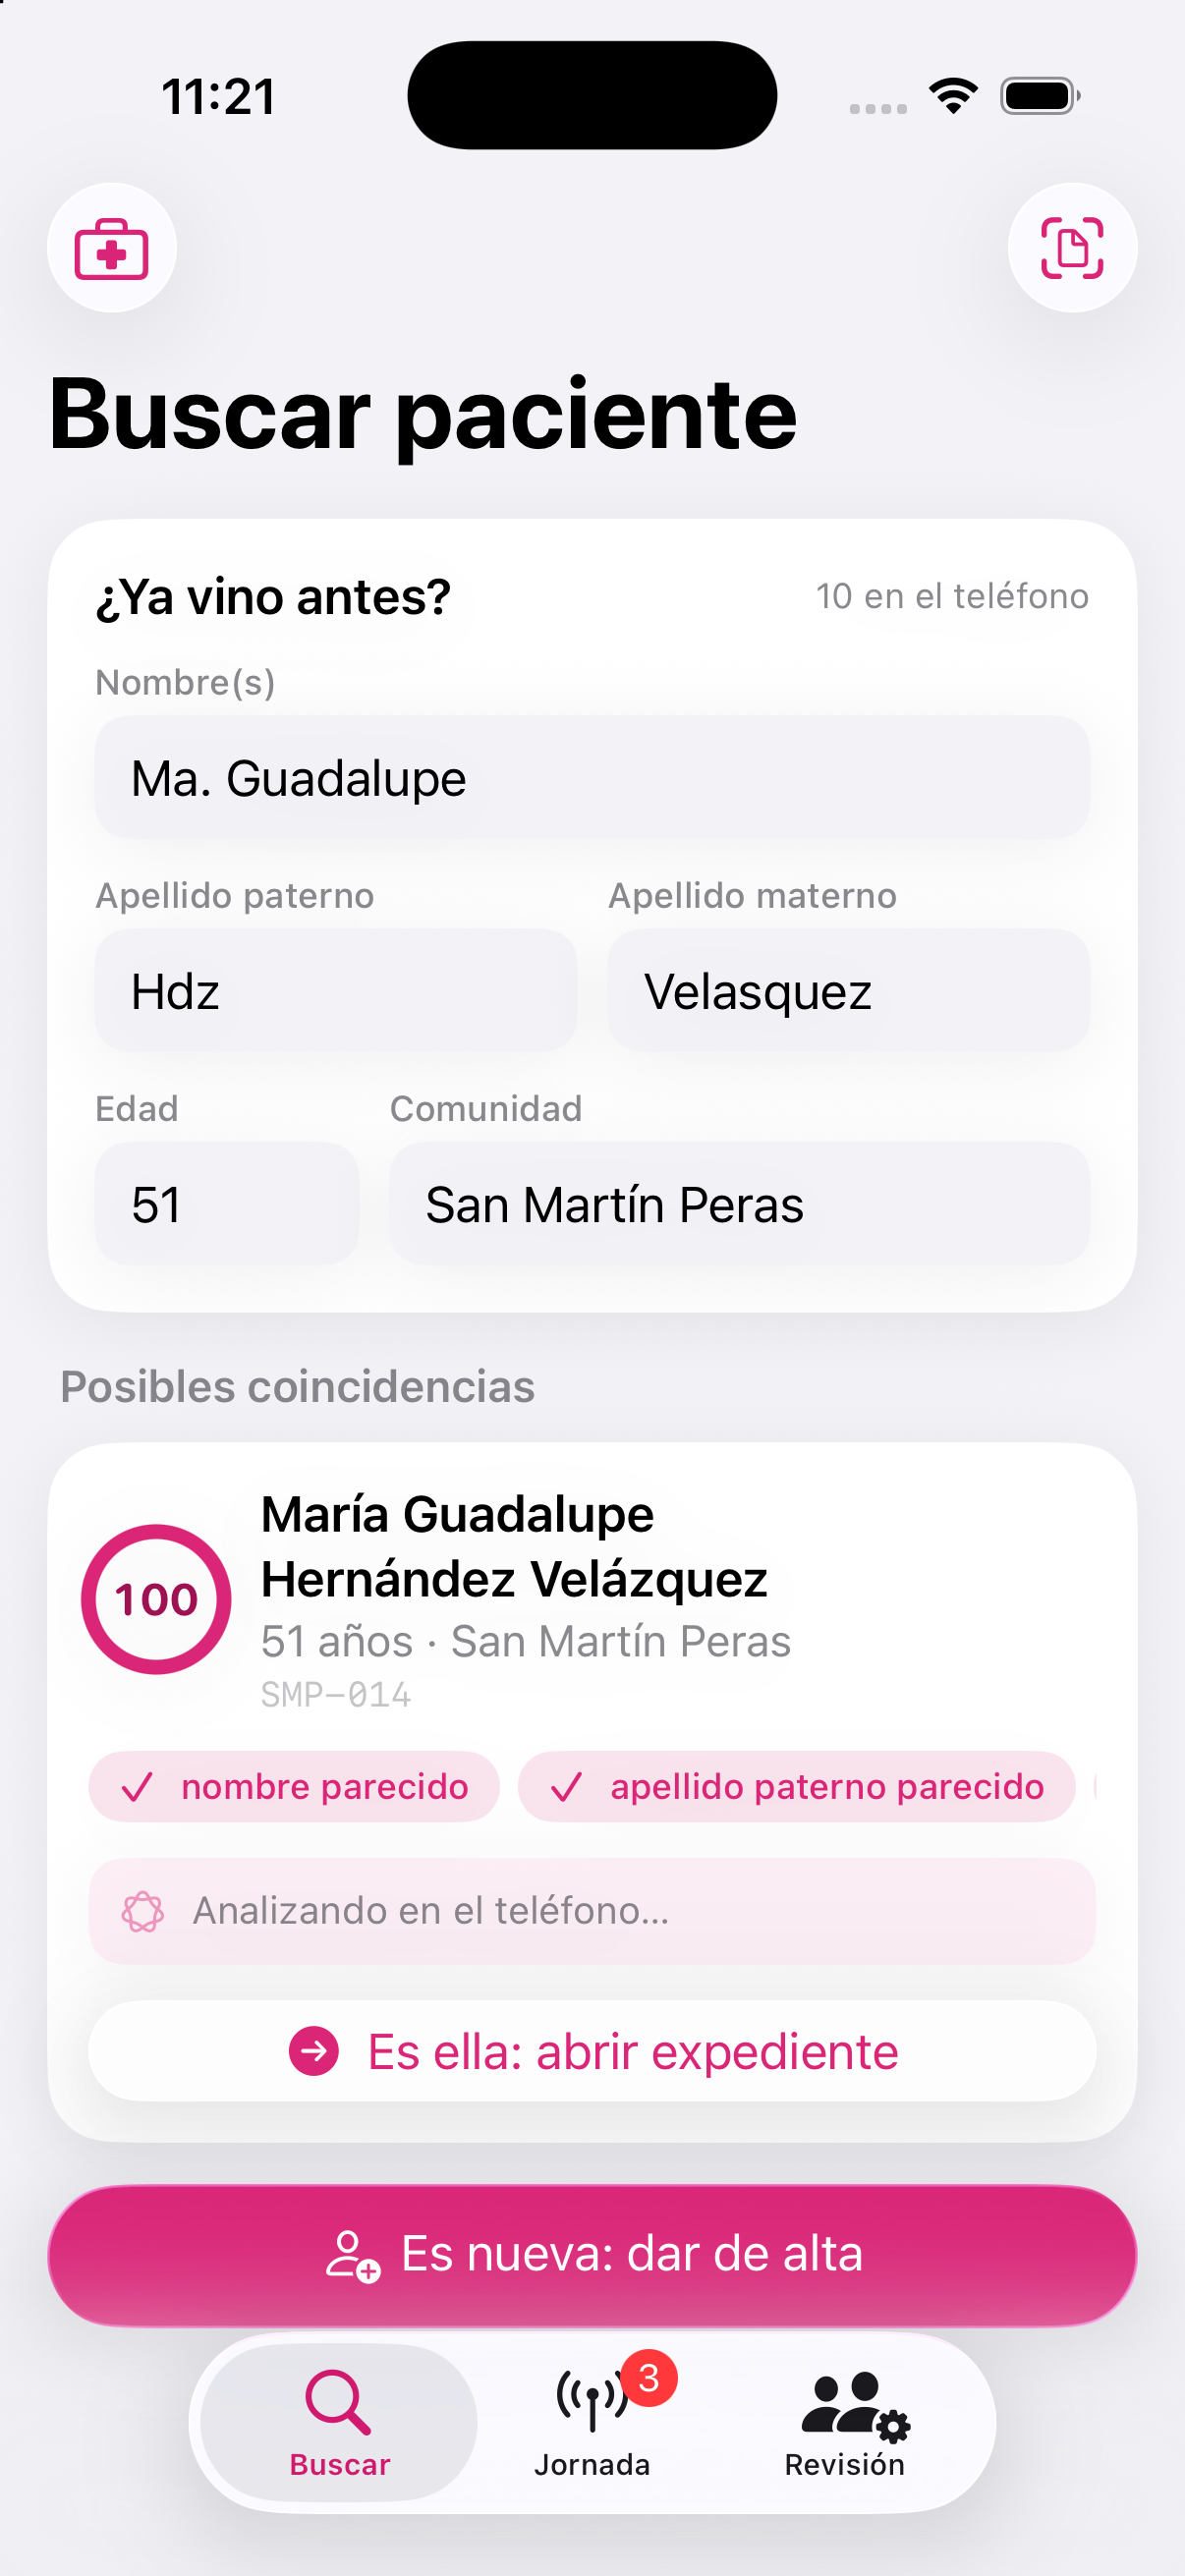 11:21
Buscar paciente
¿Ya vino antes?
10 en el teléfono
Nombre(s)
Ma. Guadalupe
Apellido paterno
Apellido materno
Hdz
Velasquez
Edad
Comunidad
51
San Martín Peras
Posibles coincidencias
100
María Guadalupe
Hernández Velázquez
51 años · San Martín Peras
SMP-014
nombre parecido
apellido paterno parecido
Analizando en el teléfono...
Es ella: abrir expediente
Es nueva: dar de alta
3
Buscar
Jornada
Revisión